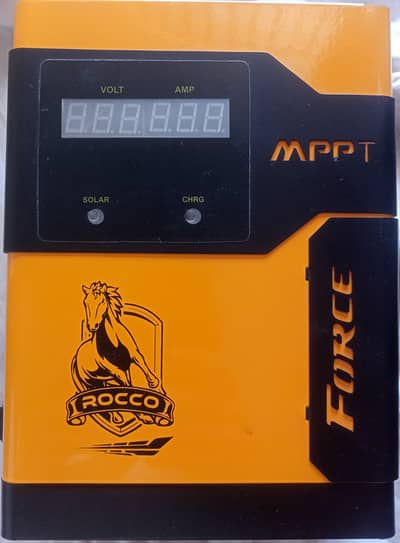 VOLT AMP
MPPT
SOLAR CHRG
FORCE
ROCCO